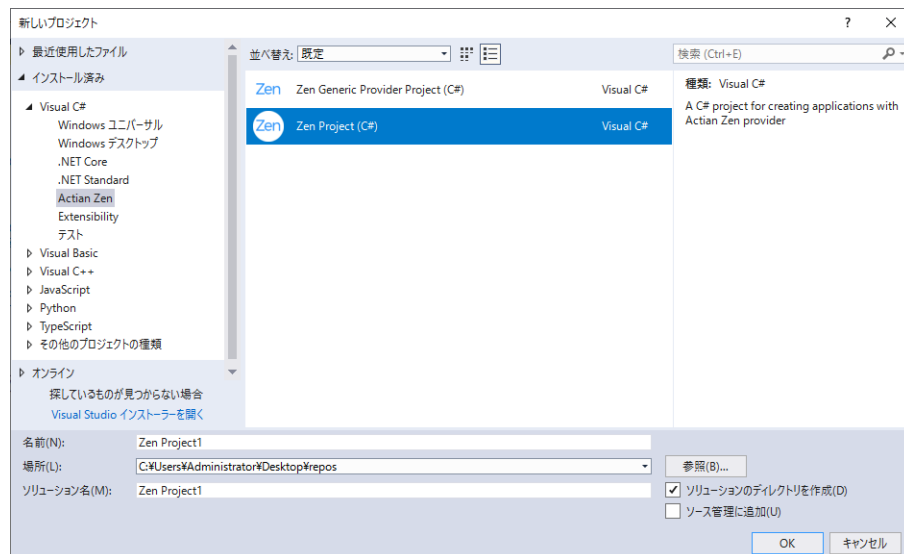 新しいプロジェクト
? ×
最近使用したファイル
インストール済み
Visual C#
Windows ユニバーサル
Windows デスクトップ
.NET Core
.NET Standard
Actian Zen
Extensibility
テスト
Visual Basic
Visual C++
JavaScript
Python
TypeScript
その他のプロジェクトの種類
オンライン
探しているものが見つからない場合
Visual Studio インストーラーを開く
並べ替え: 既定
Zen Zen Generic Provider Project (C#) Visual C#
Zen Zen Project (C#) Visual C#
検索 (Ctrl+E)
種類: Visual C#
A C# project for creating applications with
Actian Zen provider
名前(N): Zen Project1
場所(L): C:¥Users¥Administrator¥Desktop¥repos 参照(B)...
ソリューション名(M): Zen Project1
ソリューションのディレクトリを作成(D)
ソース管理に追加(U)
OK キャンセル